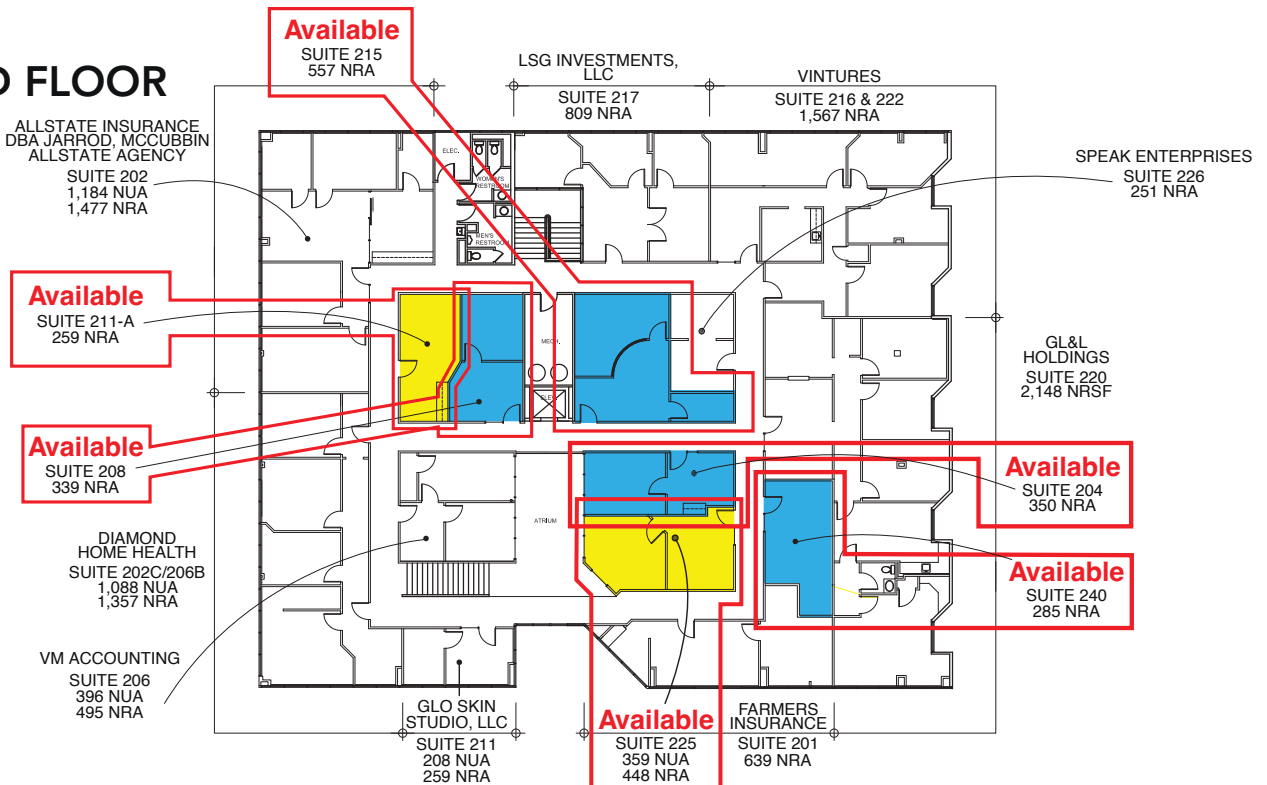 D FLOOR
Available
SUITE 215
557 NRA
LSG INVESTMENTS,
LLC
SUITE 217
809 NRA
VINTURES
SUITE 216 & 222
1,567 NRA
ALLSTATE INSURANCE
DBA JARROD, MCCUBBIN
ALLSTATE AGENCY
SUITE 202
1,184 NUA
1,477 NRA
SPEAK ENTERPRISES
SUITE 226
251 NRA
ELEC.
WOMEN'S
RESTROOM
MEN'S
RESTROOM
Available
SUITE 211-A
259 NRA
MECH.
ELEV.
GL&L
HOLDINGS
SUITE 220
2,148 NRSF
Available
SUITE 208
339 NRA
Available
SUITE 204
350 NRA
ATRIUM
DIAMOND
HOME HEALTH
SUITE 202C/206B
1,088 NUA
1,357 NRA
Available
SUITE 240
285 NRA
VM ACCOUNTING
SUITE 206
396 NUA
495 NRA
GLO SKIN
STUDIO, LLC
SUITE 211
208 NUA
259 NRA
Available
SUITE 225
359 NUA
448 NRA
FARMERS
INSURANCE
SUITE 201
639 NRA